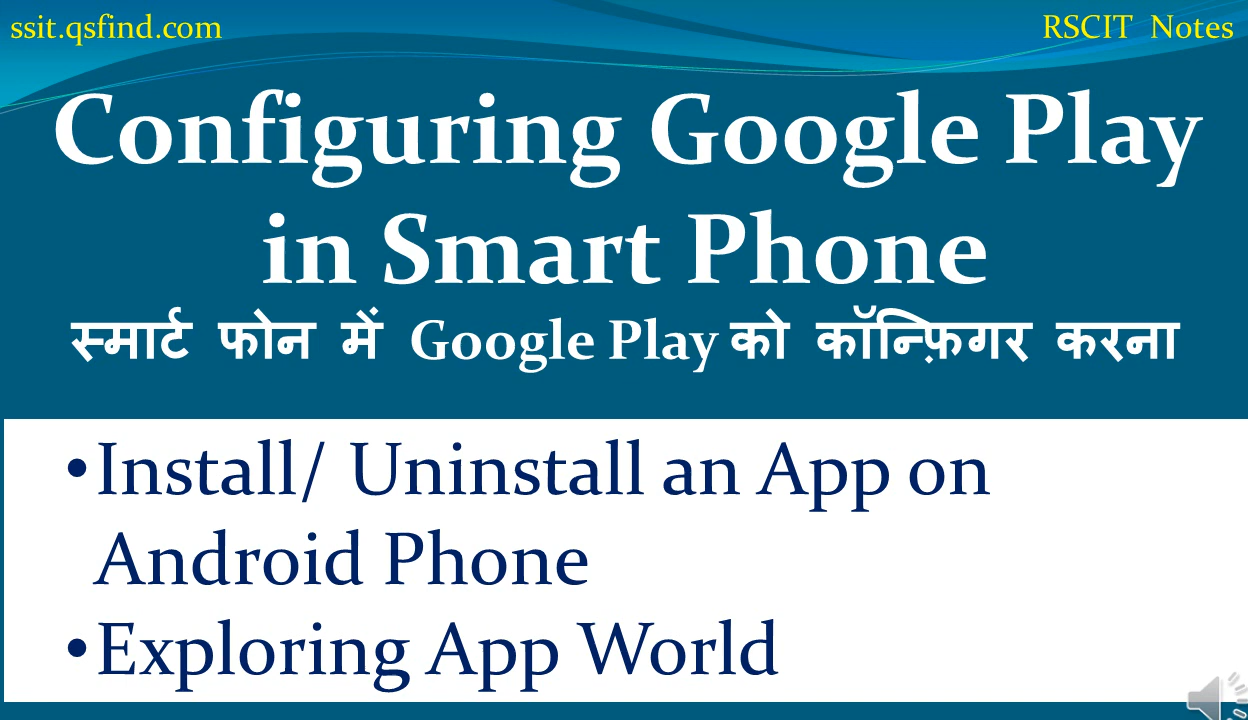 ssit.qsfind.com
RSCIT Notes
Configuring Google Play
in Smart Phone
स्मार्ट फोन में Google Play को कॉन्फ़िगर करना
•Install/ Uninstall an App on
Android Phone
•Exploring App World